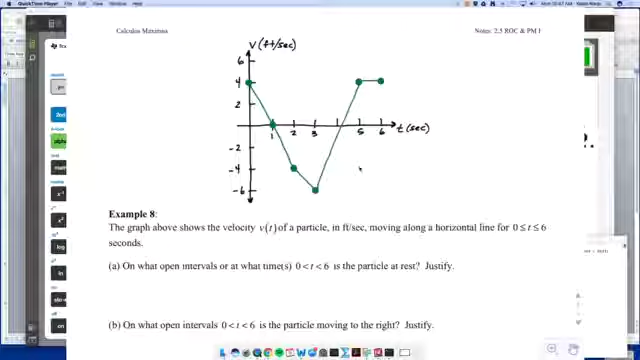 QuickTime Player
Calculus Maximus
Notes: 2.5 ROC & PM I
v (ft/sec)
6
4
2
-2
-4
-6
1 2 3 5 6
t (sec)
Example 8:
The graph above shows the velocity v(t) of a particle, in ft/sec, moving along a horizontal line for 0 ≤ t ≤ 6
seconds.
(a) On what open intervals or at what time(s) 0 < t < 6 is the particle at rest? Justify.
(b) On what open intervals 0 < t < 6 is the particle moving to the right? Justify.